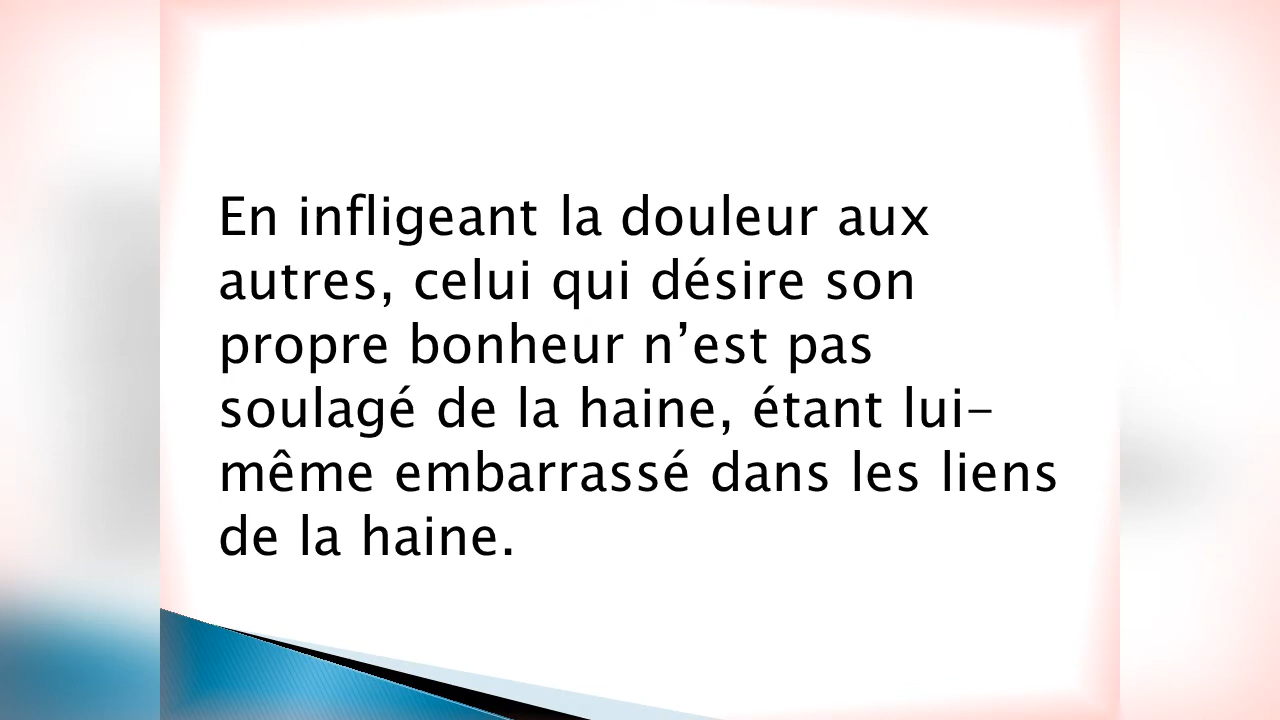 En infligeant la douleur aux
autres, celui qui désire son
propre bonheur n’est pas
soulagé de la haine, étant lui-
même embarrassé dans les liens
de la haine.